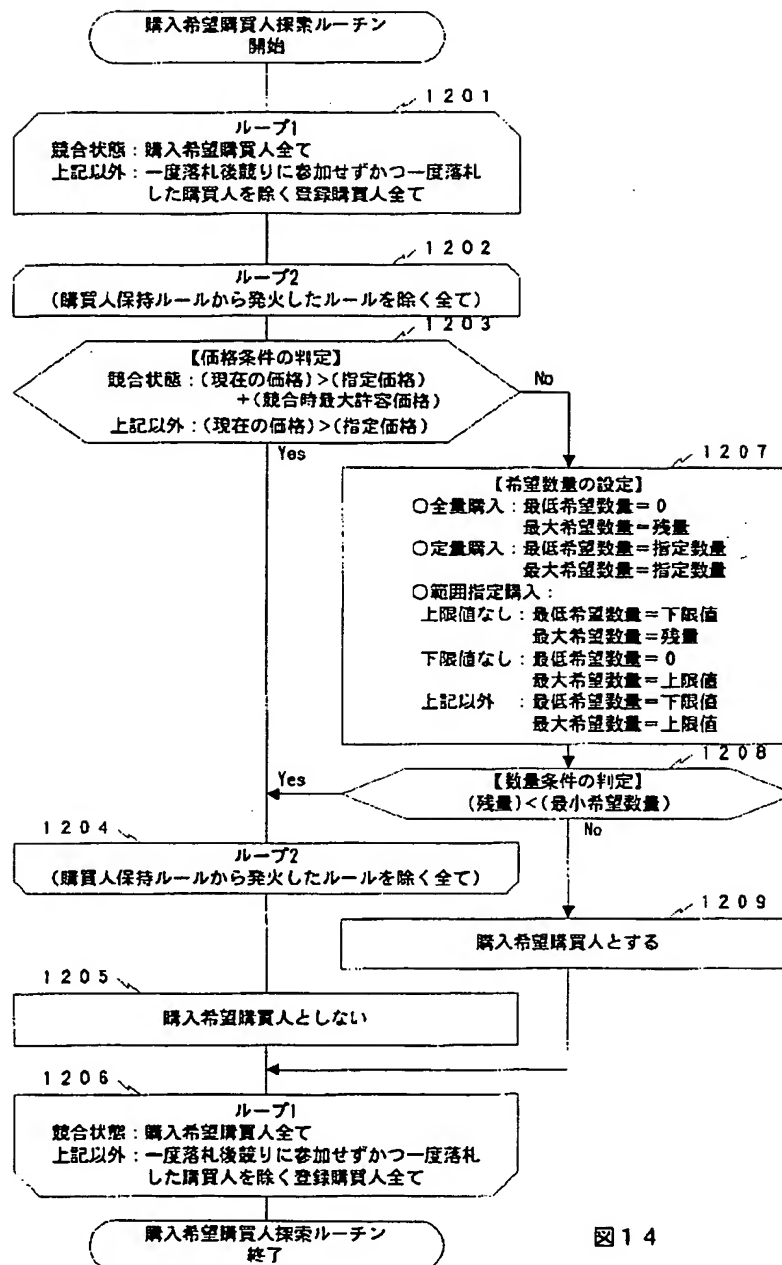 購入希望購買人探索ルーチン
開始
1201
ループ1
競合状態：購入希望購買人全て
上記以外：一度落札後競りに参加せずかつ一度落札
した購買人を除く登録購買人全て
1202
ループ2
（購買人保持ルールから発火したルールを除く全て）
1203
【価格条件の判定】
競合状態：(現在の価格)>(指定価格)
+(競合時最大許容価格)
上記以外：(現在の価格)>(指定価格)
No
Yes
1207
【希望数量の設定】
○全量購入：最低希望数量＝0
最大希望数量＝残量
○定量購入：最低希望数量＝指定数量
最大希望数量＝指定数量
○範囲指定購入：
上限値なし：最低希望数量＝下限値
最大希望数量＝残量
下限値なし：最低希望数量＝0
最大希望数量＝上限値
上記以外　：最低希望数量＝下限値
最大希望数量＝上限値
1208
【数量条件の判定】
(残量)<(最小希望数量)
Yes
No
1204
ループ2
（購買人保持ルールから発火したルールを除く全て）
1209
購入希望購買人とする
1205
購入希望購買人としない
1206
ループ1
競合状態：購入希望購買人全て
上記以外：一度落札後競りに参加せずかつ一度落札
した購買人を除く登録購買人全て
購入希望購買人探索ルーチン
終了
図14